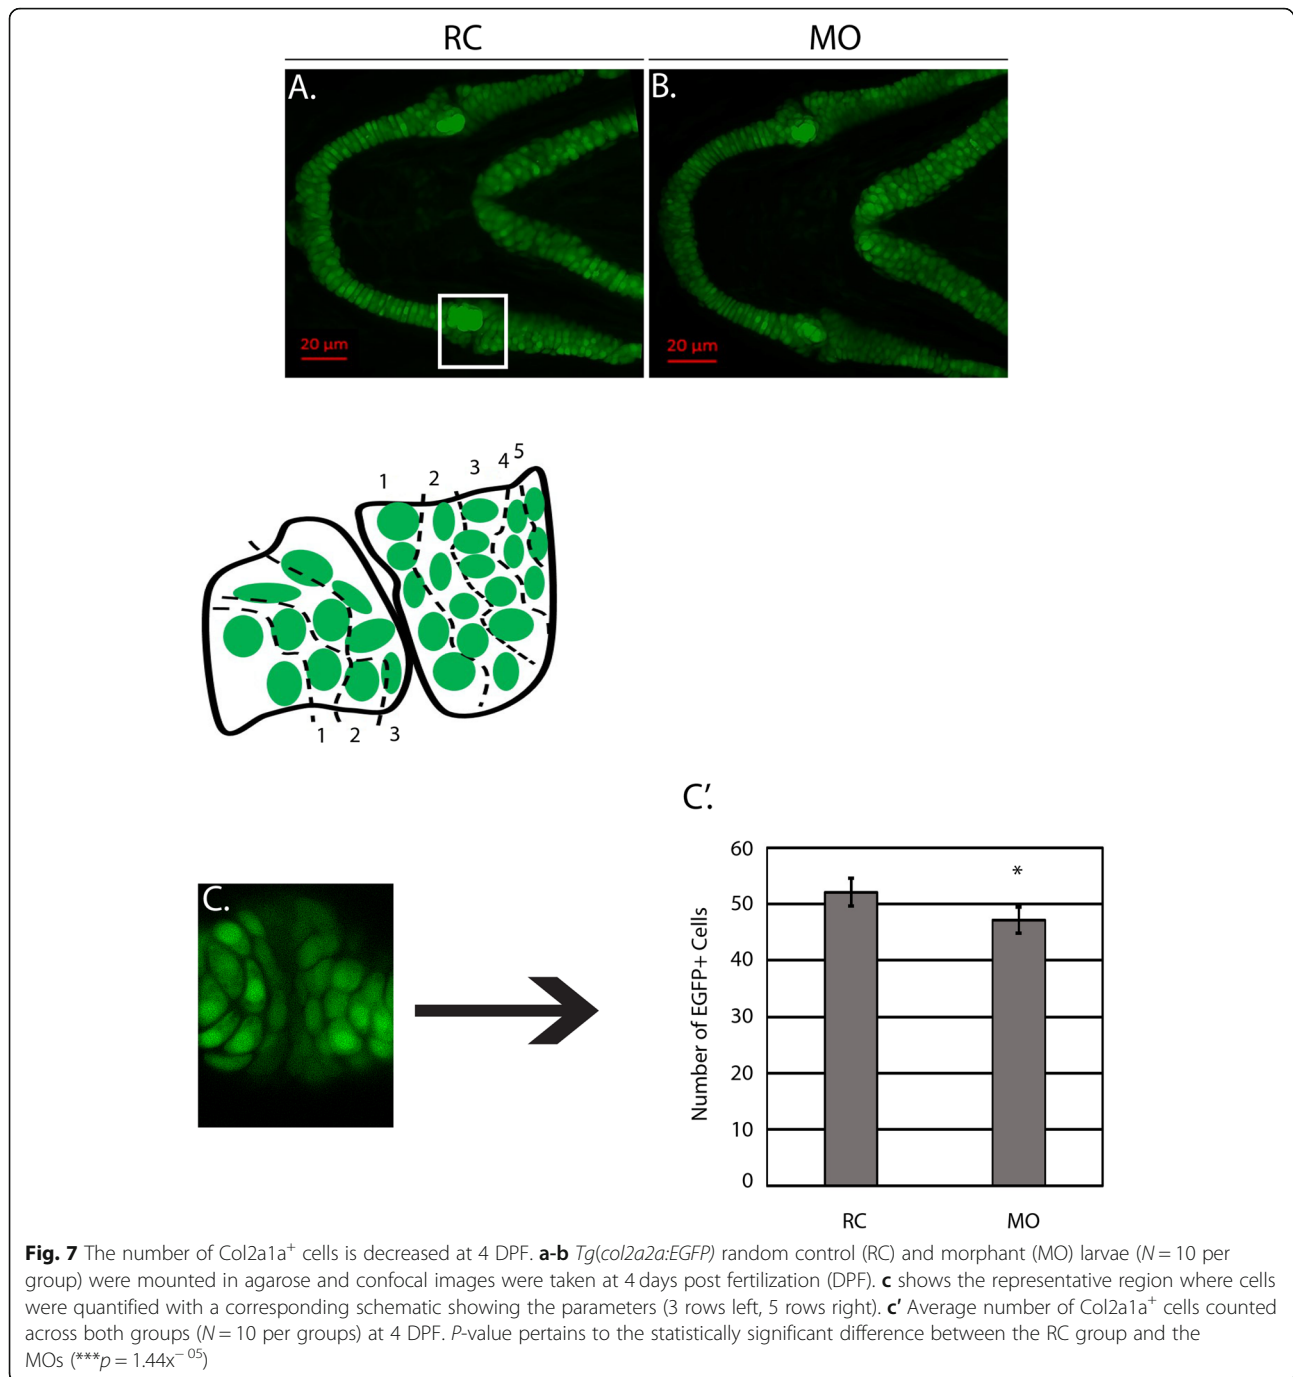 RC
MO
A.
B.
20 µm
20 µm
1 2 3 4 5
1 2 3
C.
C'.
Number of EGFP+ Cells
60
50
40
30
20
10
0
*
RC
MO
Fig. 7 The number of Col2a1a⁺ cells is decreased at 4 DPF. a-b Tg(col2a2a:EGFP) random control (RC) and morphant (MO) larvae (N = 10 per
group) were mounted in agarose and confocal images were taken at 4 days post fertilization (DPF). c shows the representative region where cells
were quantified with a corresponding schematic showing the parameters (3 rows left, 5 rows right). c' Average number of Col2a1a⁺ cells counted
across both groups (N = 10 per groups) at 4 DPF. P-value pertains to the statistically significant difference between the RC group and the
MOs (***p = 1.44x⁻⁰⁵)